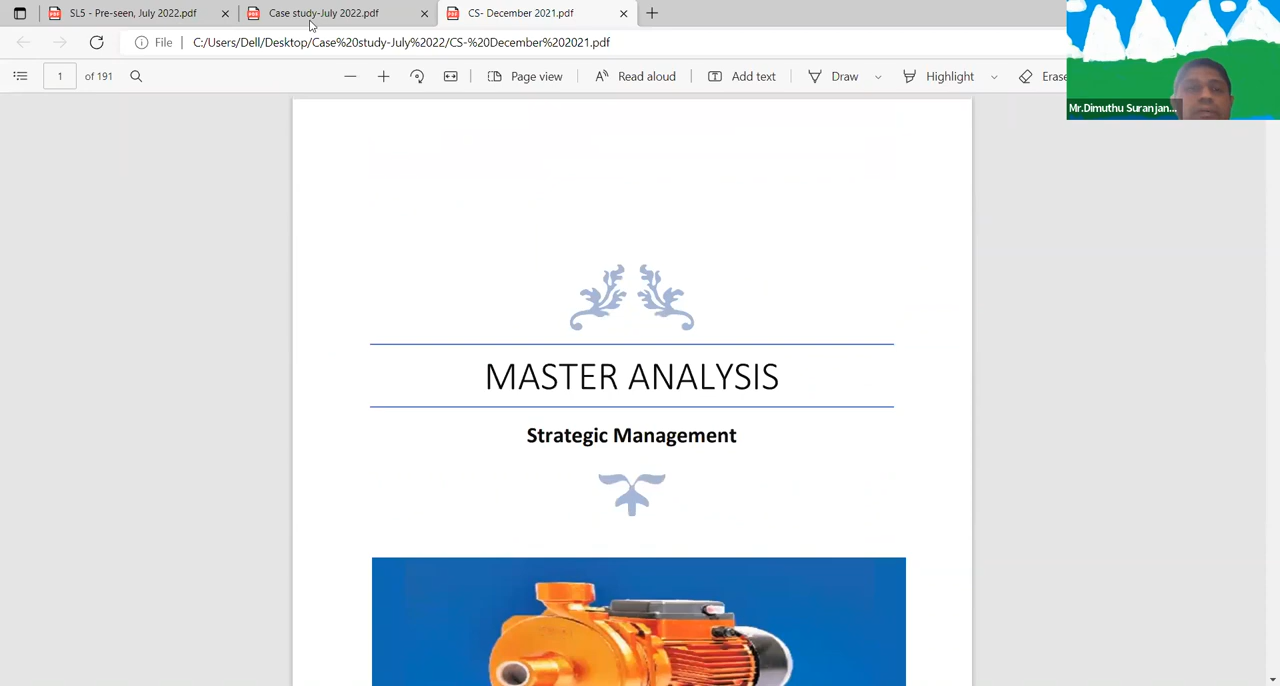 SL5 - Pre-seen, July 2022.pdf
Case study-July 2022.pdf
CS- December 2021.pdf
File
C:/Users/Dell/Desktop/Case%20study-July%2022/CS-%20December%202021.pdf
1 of 191
Page view
Read aloud
Add text
Draw
Highlight
Erase
Mr.Dimuthu Suranjan...
MASTER ANALYSIS
Strategic Management